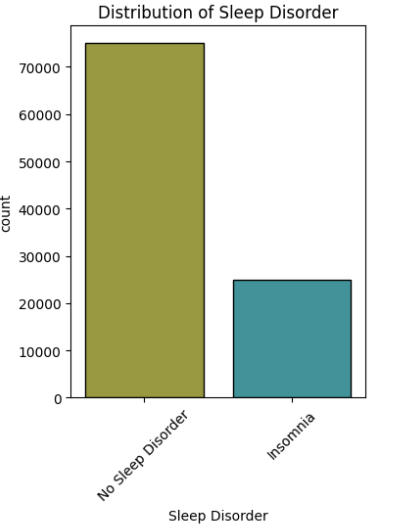 Distribution of Sleep Disorder
70000
60000
50000
40000
30000
20000
10000
0
count
No Sleep Disorder
Insomnia
Sleep Disorder